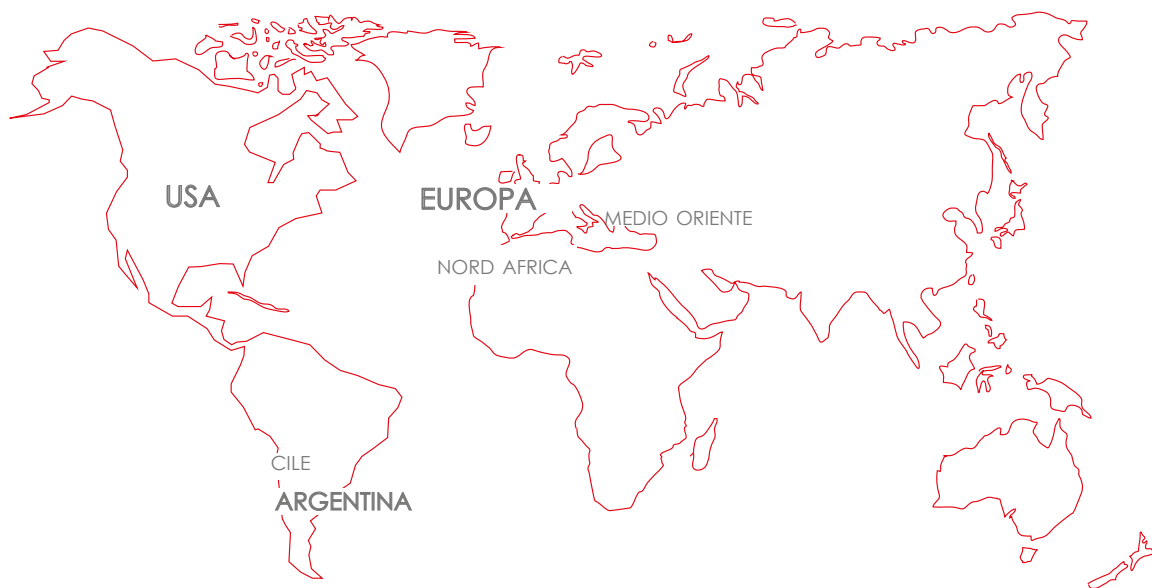 USA
EUROPA
MEDIO ORIENTE
NORD AFRICA
CILE
ARGENTINA